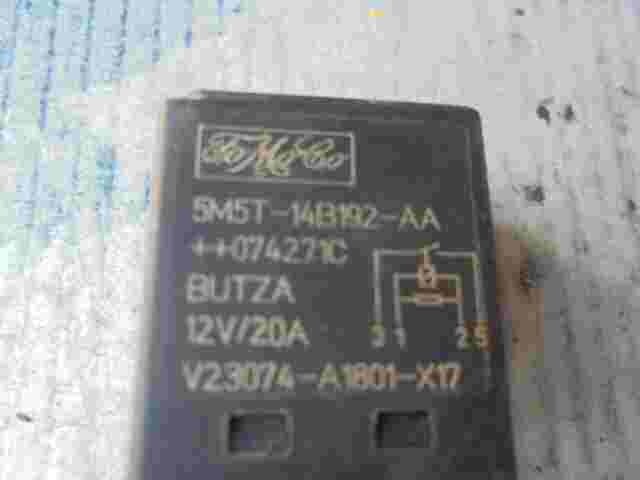 FoMoCo
5M5T-14B192-AA
++074271C
BUTZA
12V/20A
3 1 2 5
V23074-A1801-X17